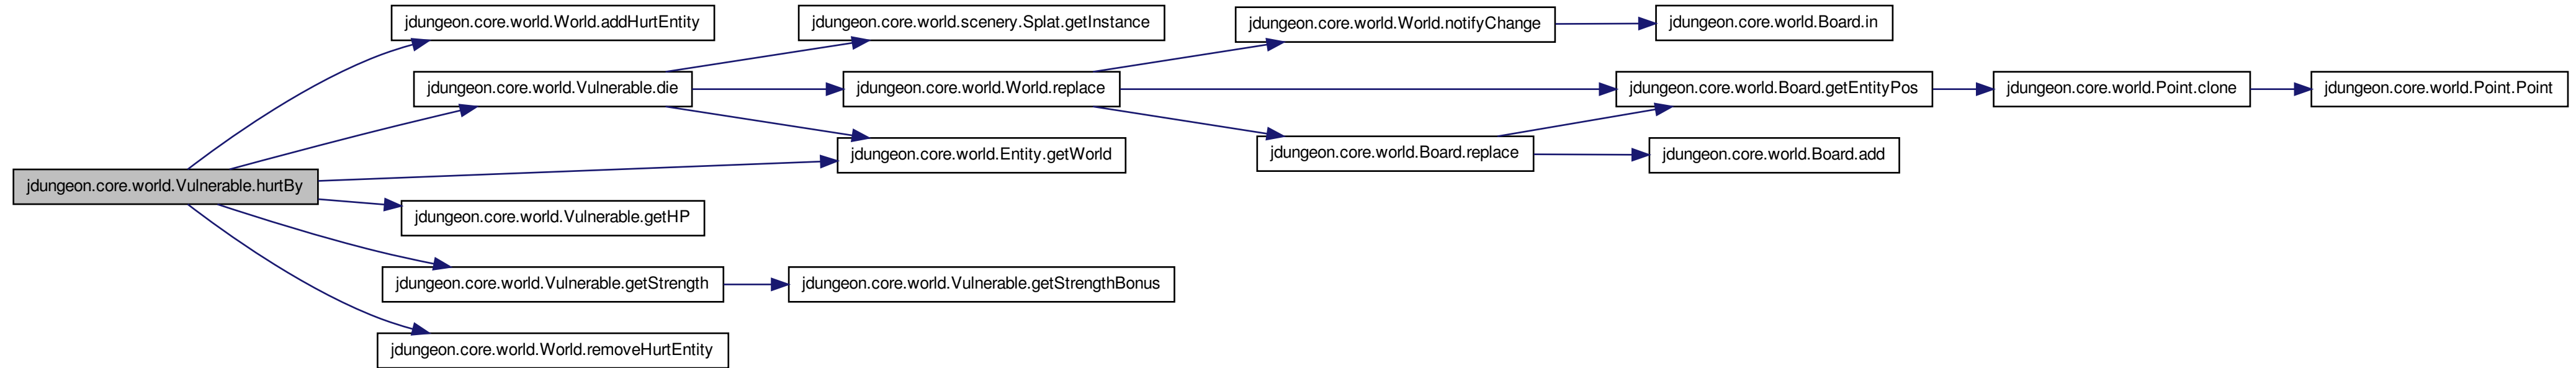 jdungeon.core.world.Vulnerable.hurtBy
jdungeon.core.world.World.addHurtEntity
jdungeon.core.world.Vulnerable.die
jdungeon.core.world.Vulnerable.getHP
jdungeon.core.world.Vulnerable.getStrength
jdungeon.core.world.World.removeHurtEntity
jdungeon.core.world.scenery.Splat.getInstance
jdungeon.core.world.World.replace
jdungeon.core.world.Entity.getWorld
jdungeon.core.world.Vulnerable.getStrengthBonus
jdungeon.core.world.World.notifyChange
jdungeon.core.world.Board.replace
jdungeon.core.world.Board.in
jdungeon.core.world.Board.getEntityPos
jdungeon.core.world.Board.add
jdungeon.core.world.Point.clone
jdungeon.core.world.Point.Point